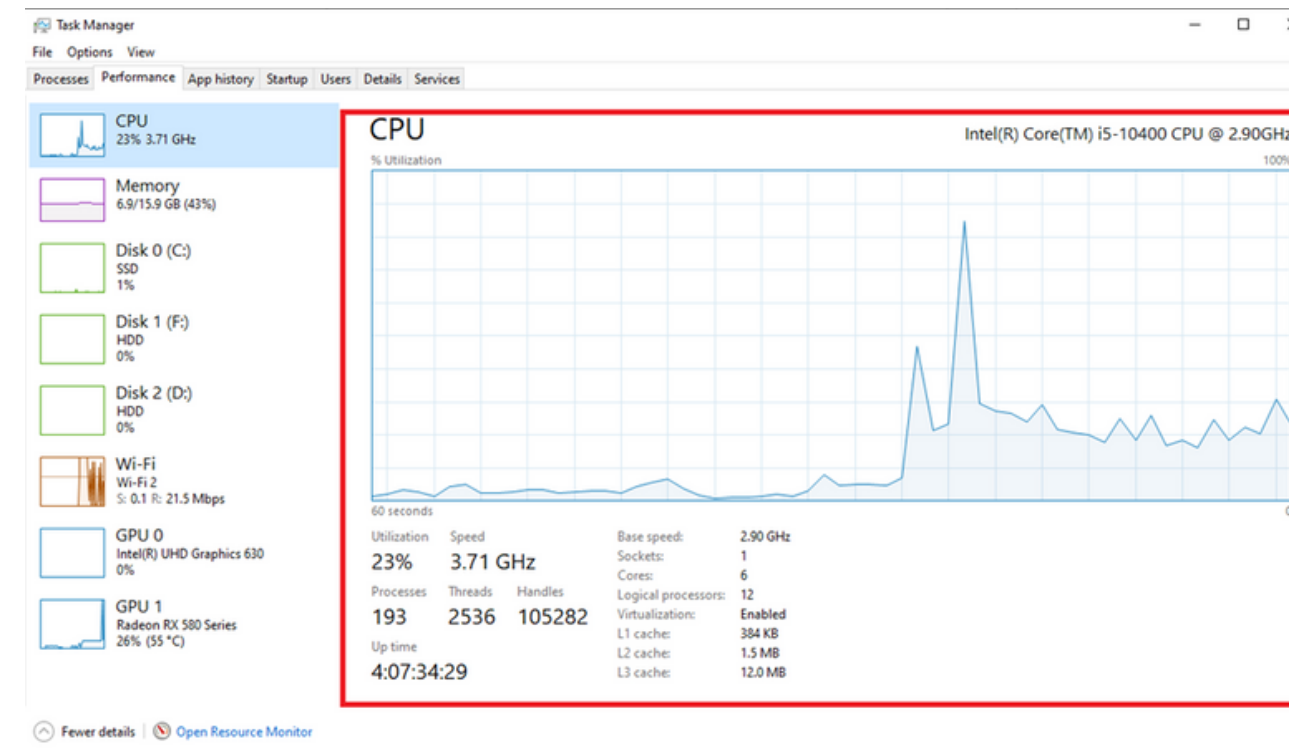 Task Manager
File Options View
Processes Performance App history Startup Users Details Services
CPU
23% 3.71 GHz
Memory
6.9/15.9 GB (43%)
Disk 0 (C:)
SSD
1%
Disk 1 (F:)
HDD
0%
Disk 2 (D:)
HDD
0%
Wi-Fi
Wi-Fi 2
S: 0.1 R: 21.5 Mbps
GPU 0
Intel(R) UHD Graphics 630
0%
GPU 1
Radeon RX 580 Series
26% (55 °C)
CPU Intel(R) Core(TM) i5-10400 CPU @ 2.90GHz
% Utilization 100%
60 seconds 0
Utilization Speed
23% 3.71 GHz
Processes Threads Handles
193 2536 105282
Up time
4:07:34:29
Base speed: 2.90 GHz
Sockets: 1
Cores: 6
Logical processors: 12
Virtualization: Enabled
L1 cache: 384 KB
L2 cache: 1.5 MB
L3 cache: 12.0 MB
Fewer details Open Resource Monitor